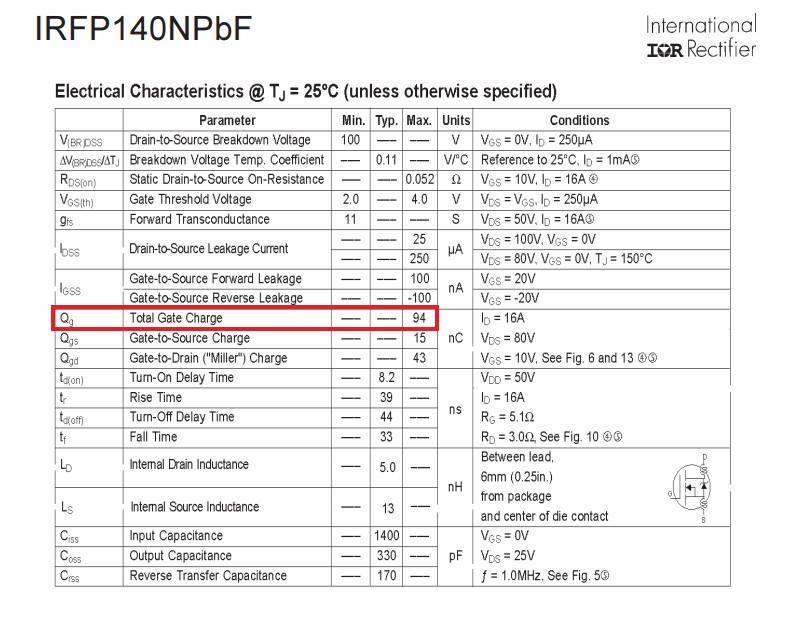 IRFP140NPbF
International
IOR Rectifier
Electrical Characteristics @ TJ = 25°C (unless otherwise specified)
Parameter Min. Typ. Max. Units Conditions
V(BR)DSS Drain-to-Source Breakdown Voltage 100 ––– ––– V VGS = 0V, ID = 250µA
ΔV(BR)DSS/ΔTJ Breakdown Voltage Temp. Coefficient ––– 0.11 ––– V/°C Reference to 25°C, ID = 1mA⑤
RDS(on) Static Drain-to-Source On-Resistance ––– ––– 0.052 Ω VGS = 10V, ID = 16A ④
VGS(th) Gate Threshold Voltage 2.0 ––– 4.0 V VDS = VGS, ID = 250µA
gfs Forward Transconductance 11 ––– ––– S VDS = 50V, ID = 16A⑤
IDSS Drain-to-Source Leakage Current ––– ––– 25 µA VDS = 100V, VGS = 0V
––– ––– 250 VDS = 80V, VGS = 0V, TJ = 150°C
IGSS Gate-to-Source Forward Leakage ––– ––– 100 nA VGS = 20V
Gate-to-Source Reverse Leakage ––– ––– -100 VGS = -20V
Qg Total Gate Charge ––– ––– 94 ID = 16A
Qgs Gate-to-Source Charge ––– ––– 15 nC VDS = 80V
Qgd Gate-to-Drain ("Miller") Charge ––– ––– 43 VGS = 10V, See Fig. 6 and 13 ④⑤
td(on) Turn-On Delay Time ––– 8.2 ––– VDD = 50V
tr Rise Time ––– 39 ––– ns ID = 16A
td(off) Turn-Off Delay Time ––– 44 ––– RG = 5.1Ω
tf Fall Time ––– 33 ––– RD = 3.0Ω, See Fig. 10 ④⑤
LD Internal Drain Inductance ––– 5.0 ––– nH Between lead,
6mm (0.25in.)
from package
LS Internal Source Inductance ––– 13 ––– and center of die contact
D
G
S
Ciss Input Capacitance ––– 1400 ––– VGS = 0V
Coss Output Capacitance ––– 330 ––– pF VDS = 25V
Crss Reverse Transfer Capacitance ––– 170 ––– ƒ = 1.0MHz, See Fig. 5⑤